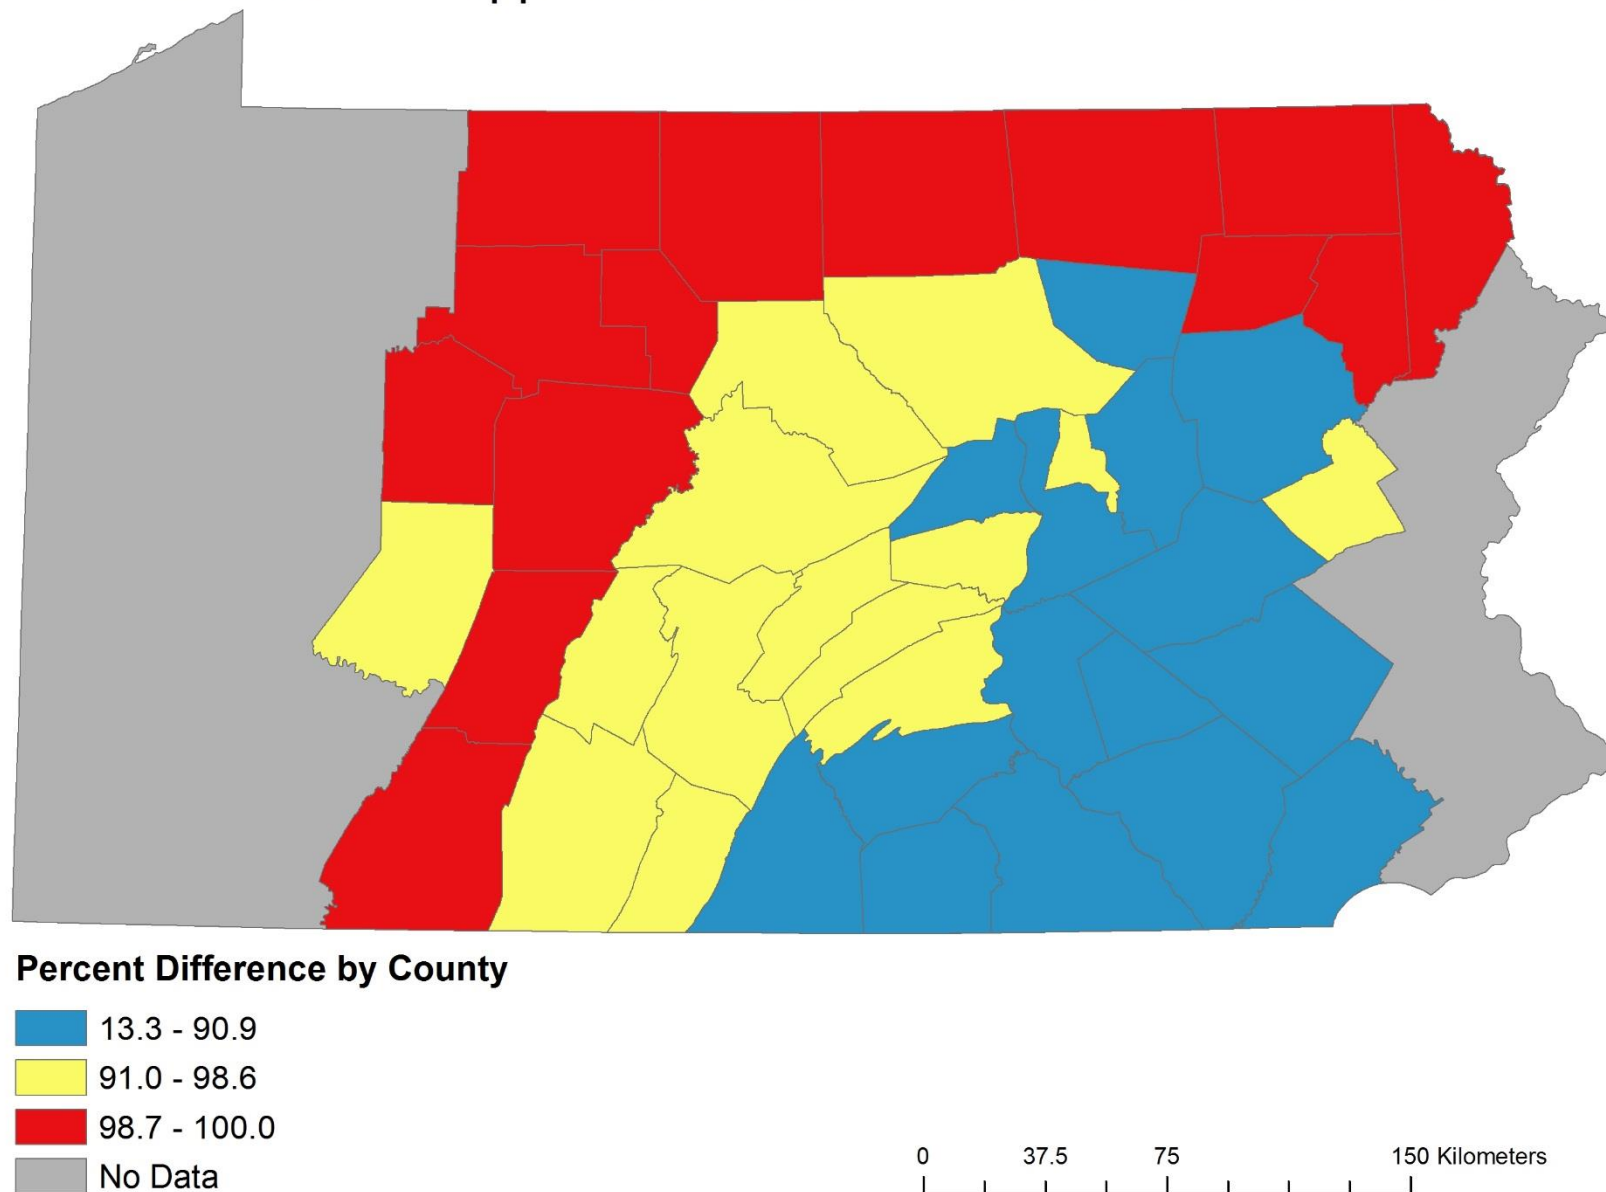 Percent Difference by County
13.3 - 90.9
91.0 - 98.6
98.7 - 100.0
No Data
0 37.5 75 150 Kilometers